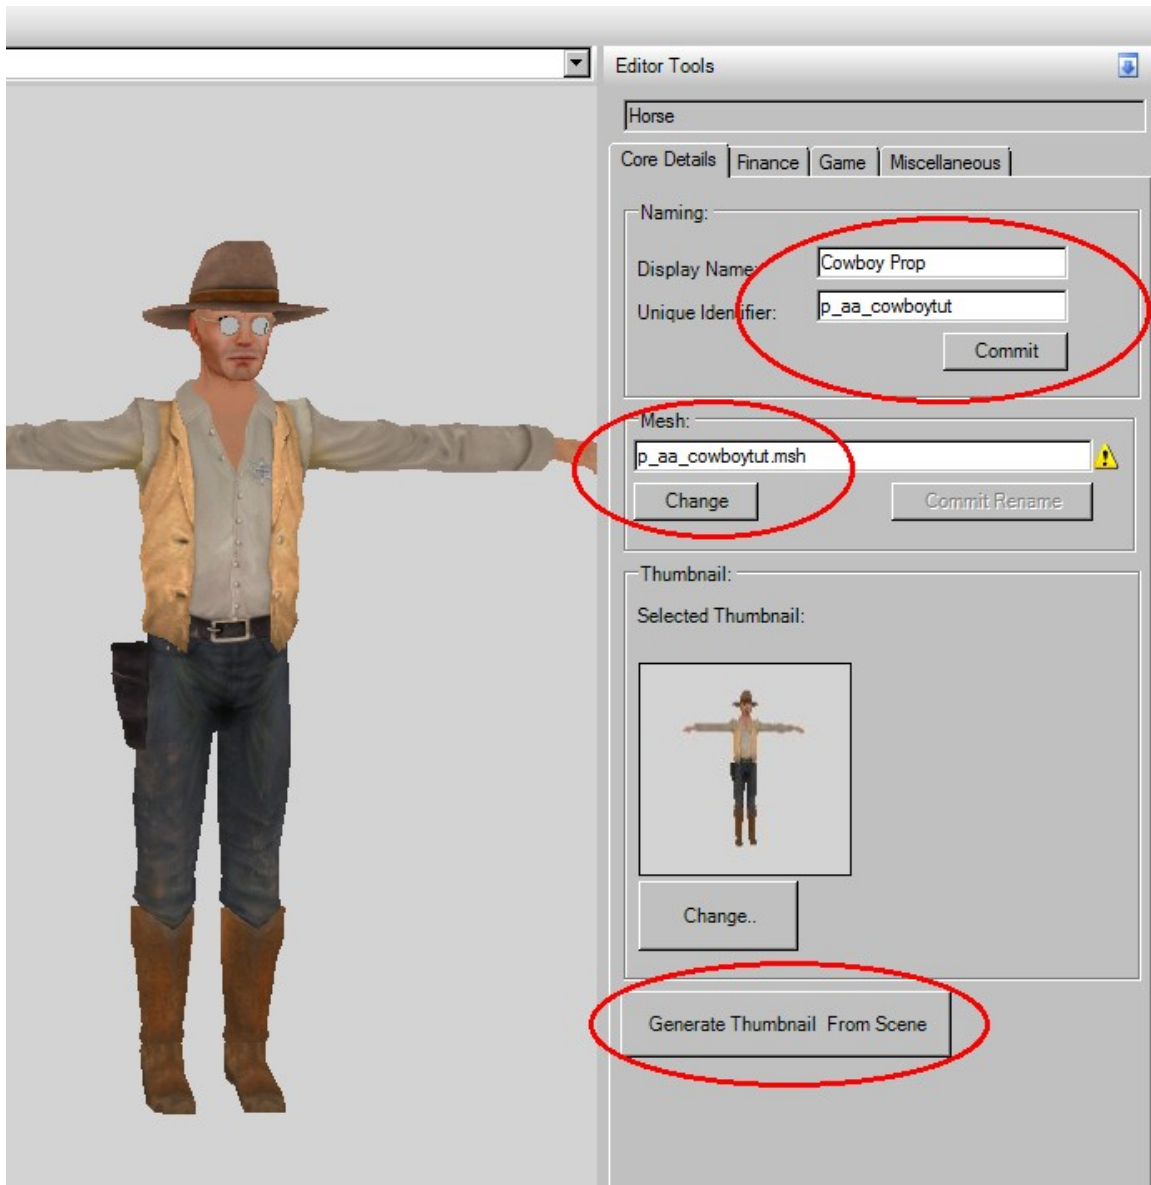 Editor Tools
Horse
Core Details Finance Game Miscellaneous
Naming:
Display Name: Cowboy Prop
Unique Identifier: p_aa_cowboytut
Commit
Mesh:
p_aa_cowboytut.msh
Change Commit Rename
Thumbnail:
Selected Thumbnail:
Change..
Generate Thumbnail From Scene